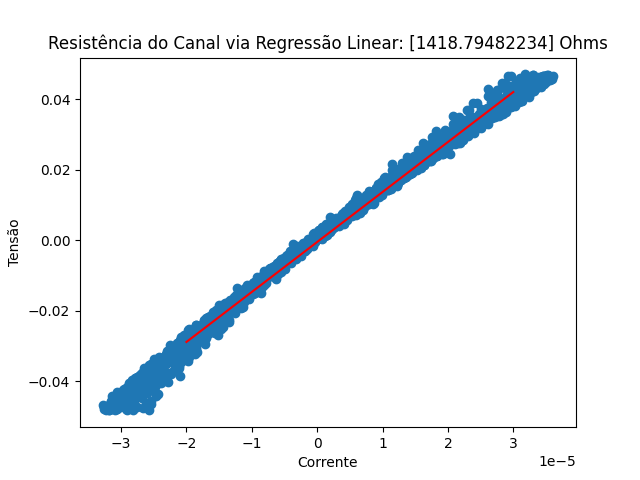 Resistência do Canal via Regressão Linear: [1418.79482234] Ohms
Tensão
0.04
0.02
0.00
−0.02
−0.04
−3 −2 −1 0 1 2 3
1e−5
Corrente